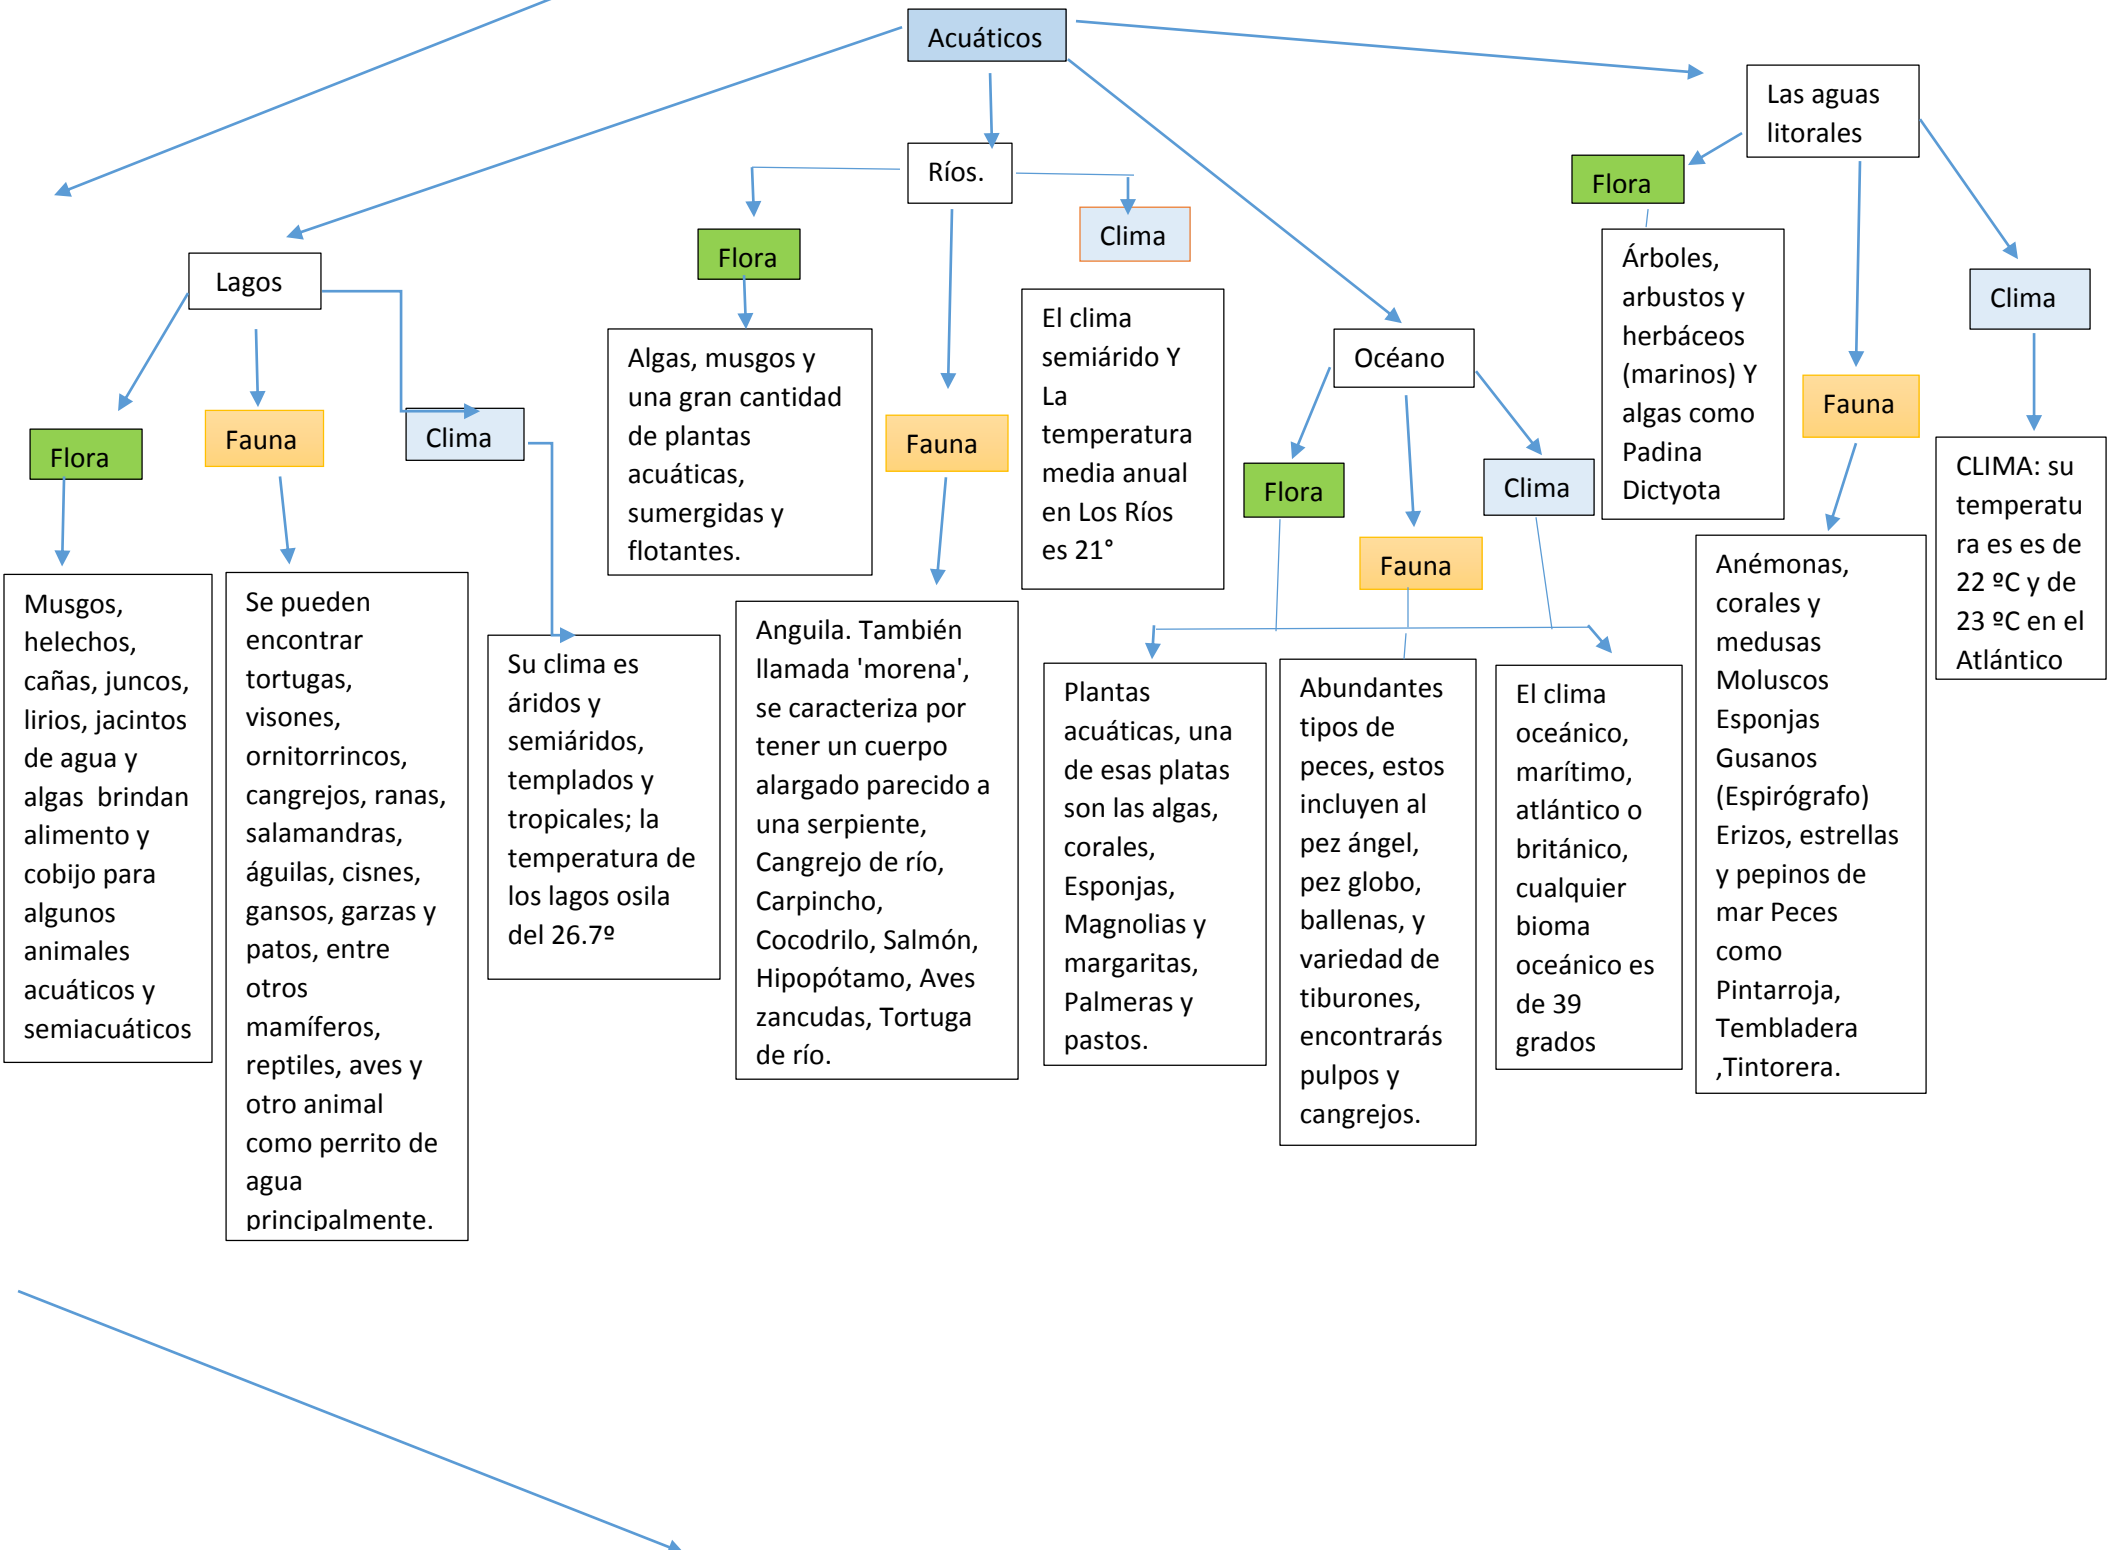 Acuáticos
Lagos
Flora
Musgos,
helechos,
cañas, juncos,
lirios, jacintos
de agua y
algas  brindan
alimento y
cobijo para
algunos
animales
acuáticos y
semiacuáticos
Fauna
Se pueden
encontrar
tortugas,
visones,
ornitorrincos,
cangrejos, ranas,
salamandras,
águilas, cisnes,
gansos, garzas y
patos, entre
otros
mamíferos,
reptiles, aves y
otro animal
como perrito de
agua
principalmente.
Clima
Su clima es
áridos y
semiáridos,
templados y
tropicales; la
temperatura de
los lagos osila
del 26.7º
Ríos.
Flora
Algas, musgos y
una gran cantidad
de plantas
acuáticas,
sumergidas y
flotantes.
Fauna
Anguila. También
llamada 'morena',
se caracteriza por
tener un cuerpo
alargado parecido a
una serpiente,
Cangrejo de río,
Carpincho,
Cocodrilo, Salmón,
Hipopótamo, Aves
zancudas, Tortuga
de río.
Clima
El clima
semiárido Y
La
temperatura
media anual
en Los Ríos
es 21°
Océano
Flora
Plantas
acuáticas, una
de esas platas
son las algas,
corales,
Esponjas,
Magnolias y
margaritas,
Palmeras y
pastos.
Fauna
Abundantes
tipos de
peces, estos
incluyen al
pez ángel,
pez globo,
ballenas, y
variedad de
tiburones,
encontrarás
pulpos y
cangrejos.
Clima
El clima
oceánico,
marítimo,
atlántico o
británico,
cualquier
bioma
oceánico es
de 39
grados
Las aguas
litorales
Flora
Árboles,
arbustos y
herbáceos
(marinos) Y
algas como
Padina
Dictyota
Fauna
Anémonas,
corales y
medusas
Moluscos
Esponjas
Gusanos
(Espirógrafo)
Erizos, estrellas
y pepinos de
mar Peces
como
Pintarroja,
Tembladera
,Tintorera.
Clima
CLIMA: su
temperatu
ra es es de
22 ºC y de
23 ºC en el
Atlántico